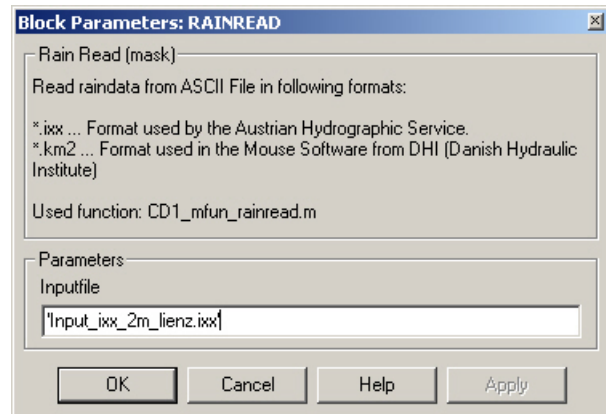 Block Parameters: RAINREAD
Rain Read (mask)
Read raindata from ASCII File in following formats:
*.ixx ... Format used by the Austrian Hydrographic Service.
*.km2 ... Format used in the Mouse Software from DHI (Danish Hydraulic
Institute)
Used function: CD1_mfun_rainread.m
Parameters
Inputfile
'Input_ixx_2m_lienz.ixx'
OK
Cancel
Help
Apply